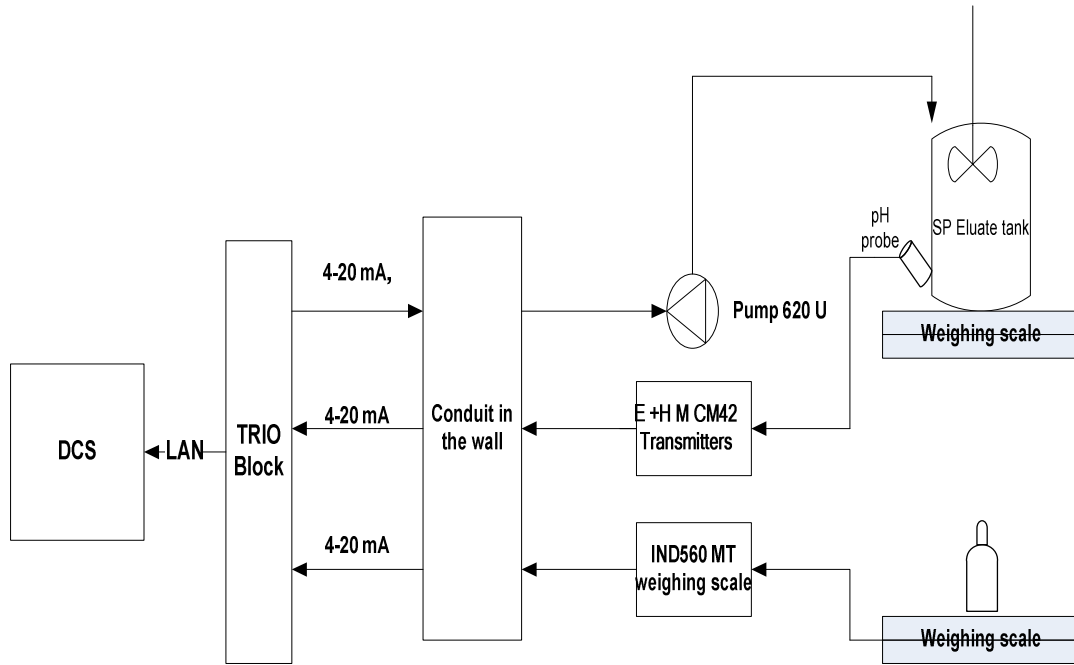 pH
probe
SP Eluate tank
4-20 mA,
Pump 620 U
Weighing scale
DCS
LAN
TRIO
Block
4-20 mA
Conduit in
the wall
E +H M CM42
Transmitters
4-20 mA
IND560 MT
weighing scale
Weighing scale